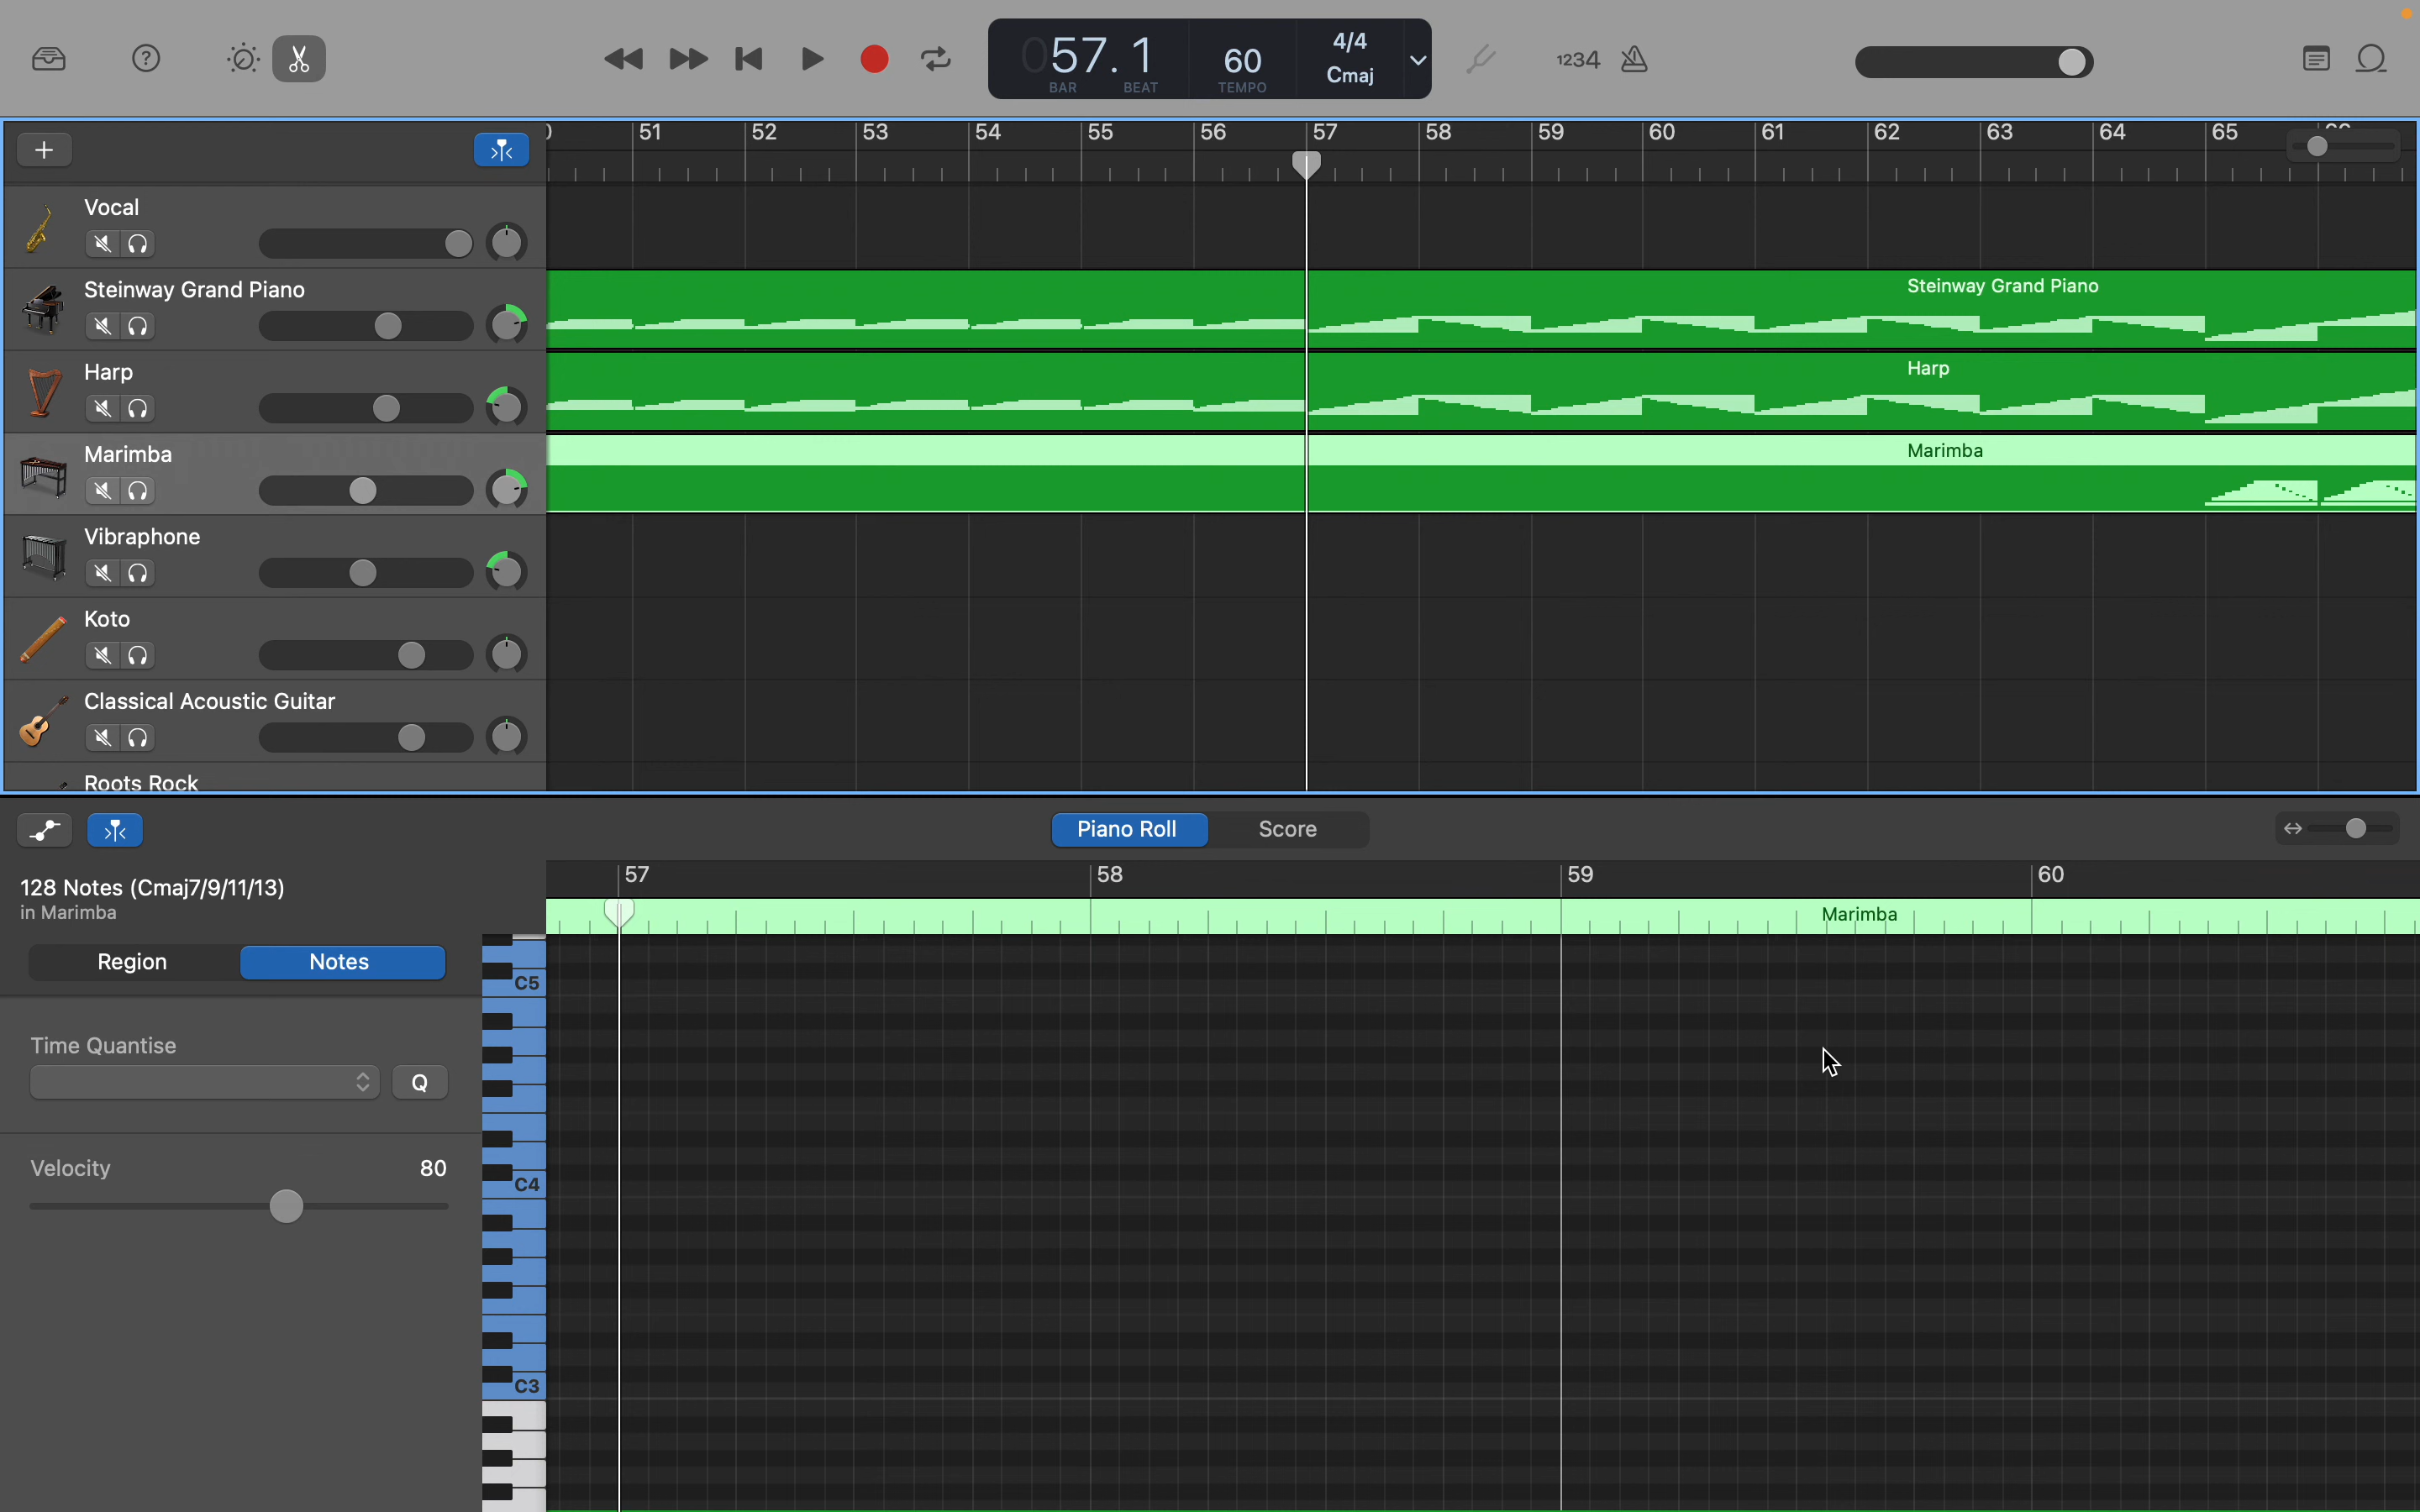 057.1
BAR BEAT
60
TEMPO
4/4
Cmaj
1234
51 52 53 54 55 56 57 58 59 60 61 62 63 64 65
Vocal
Steinway Grand Piano
Steinway Grand Piano
Harp
Harp
Marimba
Marimba
Vibraphone
Koto
Classical Acoustic Guitar
Roots Rock
Piano Roll
Score
57 58 59 60
128 Notes (Cmaj7/9/11/13)
in Marimba
Marimba
Region
Notes
C5
Time Quantise
Q
Velocity
80
C4
C3